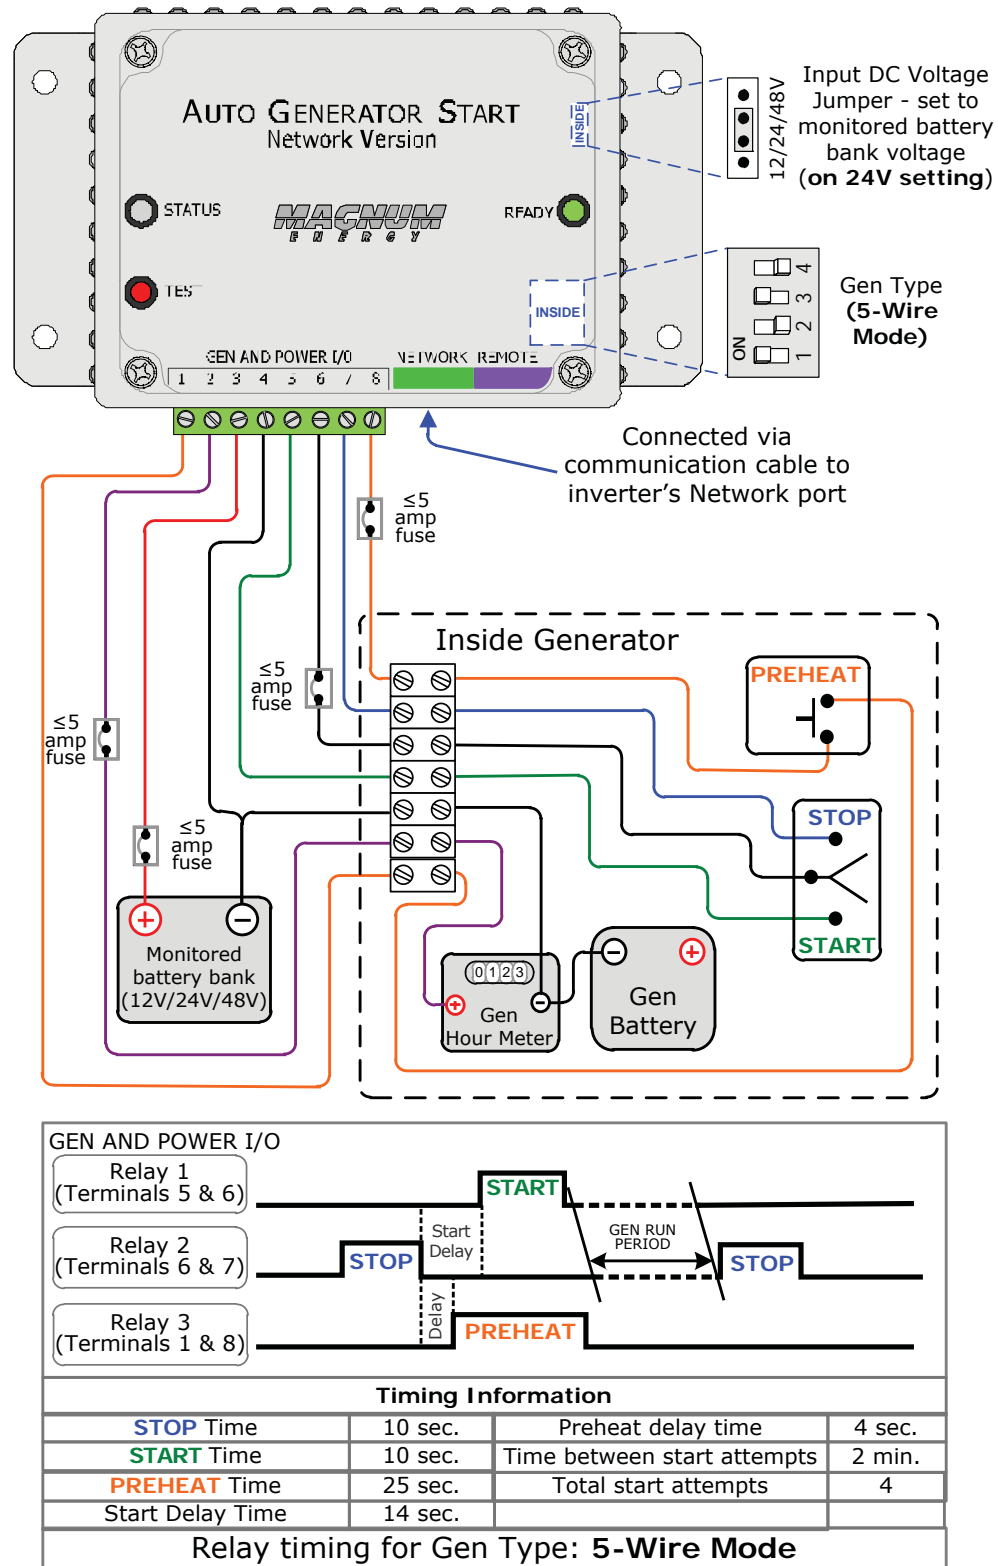 AUTO GENERATOR START
Network Version
INSIDE
12/24/48V
Input DC Voltage
Jumper - set to
monitored battery
bank voltage
(on 24V setting)
STATUS
MAGNUM
ENERGY
READY
TES
INSIDE
ON
1 2 3 4
Gen Type
(5-Wire
Mode)
GEN AND POWER I/O
NETWORK REMOTE
1 2 3 4 5 6 7 8
Connected via
communication cable to
inverter's Network port
≤5
amp
fuse
Inside Generator
≤5
amp
fuse
PREHEAT
≤5
amp
fuse
STOP
≤5
amp
fuse
START
Monitored
battery bank
(12V/24V/48V)
0123
Gen
Hour Meter
Gen
Battery
GEN AND POWER I/O
Relay 1
(Terminals 5 & 6)
START
Relay 2
(Terminals 6 & 7)
STOP
Start
Delay
GEN RUN
PERIOD
STOP
Relay 3
(Terminals 1 & 8)
Delay
PREHEAT
Timing Information
STOP Time 10 sec. Preheat delay time 4 sec.
START Time 10 sec. Time between start attempts 2 min.
PREHEAT Time 25 sec. Total start attempts 4
Start Delay Time 14 sec.
Relay timing for Gen Type: 5-Wire Mode